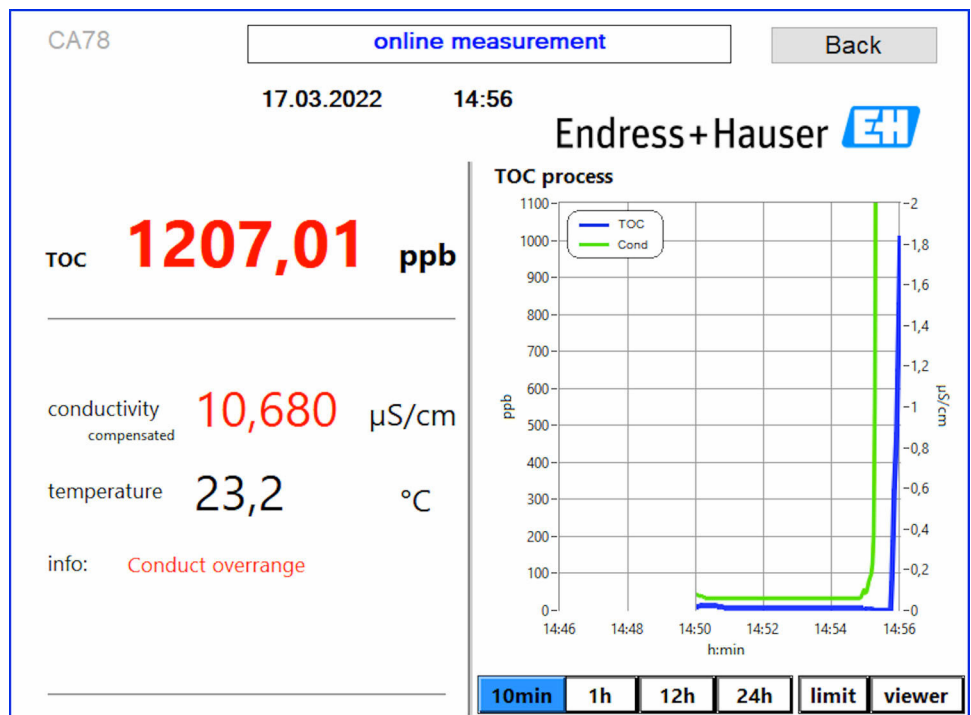 CA78
online measurement
Back
17.03.2022 14:56
Endress+Hauser EH
TOC 1207,01 ppb
conductivity 10,680 µS/cm
compensated
temperature 23,2 °C
info: Conduct overrange
TOC process
TOC
Cond
1100
1000
900
800
700
600
500
400
300
200
100
0
ppb
2
1,8
1,6
1,4
1,2
1
0,8
0,6
0,4
0,2
0
µS/cm
14:46 14:48 14:50 14:52 14:54 14:56
h:min
10min 1h 12h 24h limit viewer